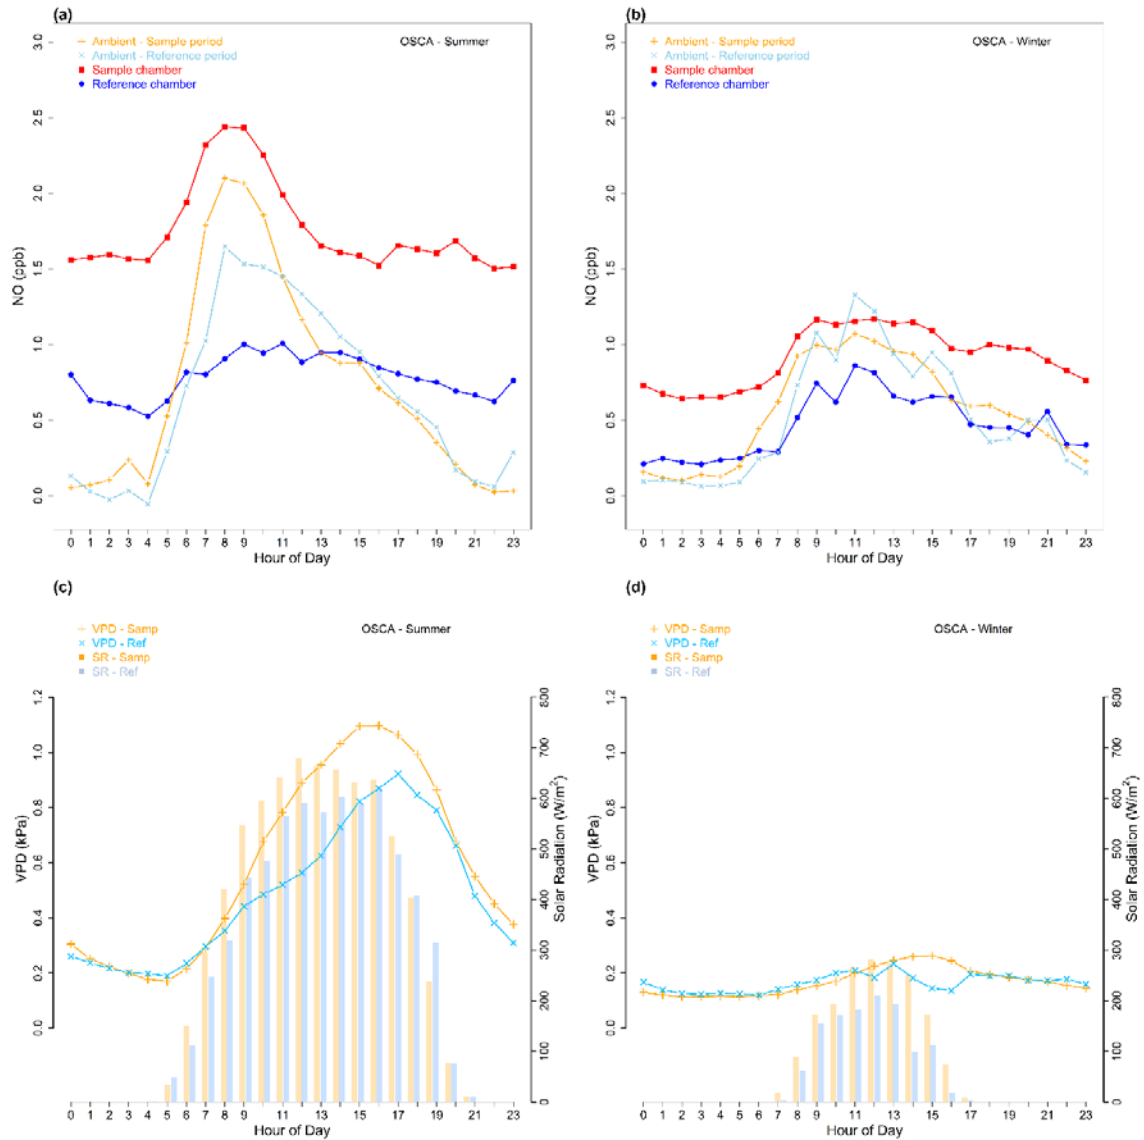 (a)
Ambient - Sample period
Ambient - Reference period
Sample chamber
Reference chamber
OSCA - Summer
NO (ppb)
3.0
2.5
2.0
1.5
1.0
0.5
0.0
0 1 2 3 4 5 6 7 8 9 11 13 15 17 19 21 23
Hour of Day
(b)
Ambient - Sample period
Ambient - Reference period
Sample chamber
Reference chamber
OSCA - Winter
NO (ppb)
3.0
2.5
2.0
1.5
1.0
0.5
0.0
0 1 2 3 4 5 6 7 8 9 11 13 15 17 19 21 23
Hour of Day
(c)
VPD - Samp
VPD - Ref
SR - Samp
SR - Ref
OSCA - Summer
VPD (kPa)
1.2
1.0
0.8
0.6
0.4
0.2
0.0
Solar Radiation (W/m²)
800
700
600
500
400
300
200
100
0
0 1 2 3 4 5 6 7 8 9 11 13 15 17 19 21 23
Hour of Day
(d)
VPD - Samp
VPD - Ref
SR - Samp
SR - Ref
OSCA - Winter
VPD (kPa)
1.2
1.0
0.8
0.6
0.4
0.2
0.0
Solar Radiation (W/m²)
800
700
600
500
400
300
200
100
0
0 1 2 3 4 5 6 7 8 9 11 13 15 17 19 21 23
Hour of Day